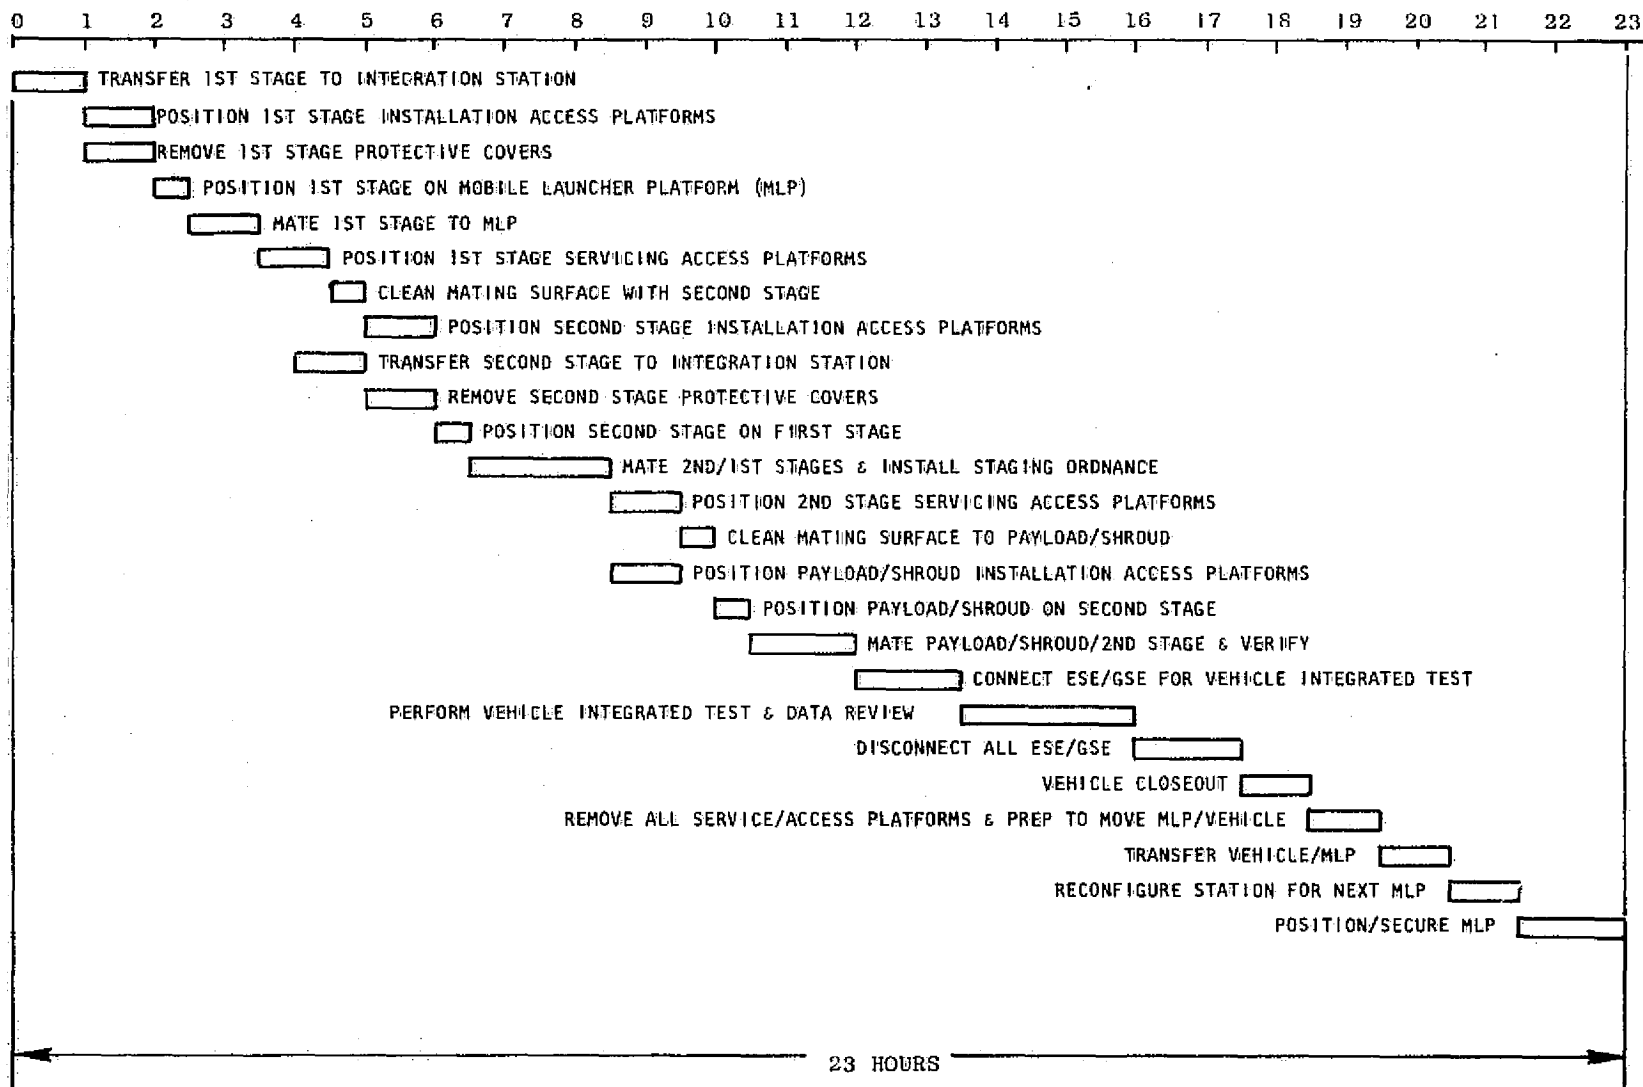 0 1 2 3 4 5 6 7 8 9 10 11 12 13 14 15 16 17 18 19 20 21 22 23
TRANSFER 1ST STAGE TO INTEGRATION STATION
POSITION 1ST STAGE INSTALLATION ACCESS PLATFORMS
REMOVE 1ST STAGE PROTECTIVE COVERS
POSITION 1ST STAGE ON MOBILE LAUNCHER PLATFORM (MLP)
MATE 1ST STAGE TO MLP
POSITION 1ST STAGE SERVICING ACCESS PLATFORMS
CLEAN MATING SURFACE WITH SECOND STAGE
POSITION SECOND STAGE INSTALLATION ACCESS PLATFORMS
TRANSFER SECOND STAGE TO INTEGRATION STATION
REMOVE SECOND STAGE PROTECTIVE COVERS
POSITION SECOND STAGE ON FIRST STAGE
MATE 2ND/1ST STAGES & INSTALL STAGING ORDNANCE
POSITION 2ND STAGE SERVICING ACCESS PLATFORMS
CLEAN MATING SURFACE TO PAYLOAD/SHROUD
POSITION PAYLOAD/SHROUD INSTALLATION ACCESS PLATFORMS
POSITION PAYLOAD/SHROUD ON SECOND STAGE
MATE PAYLOAD/SHROUD/2ND STAGE & VERIFY
CONNECT ESE/GSE FOR VEHICLE INTEGRATED TEST
PERFORM VEHICLE INTEGRATED TEST & DATA REVIEW
DISCONNECT ALL ESE/GSE
VEHICLE CLOSEOUT
REMOVE ALL SERVICE/ACCESS PLATFORMS & PREP TO MOVE MLP/VEHICLE
TRANSFER VEHICLE/MLP
RECONFIGURE STATION FOR NEXT MLP
POSITION/SECURE MLP
23 HOURS